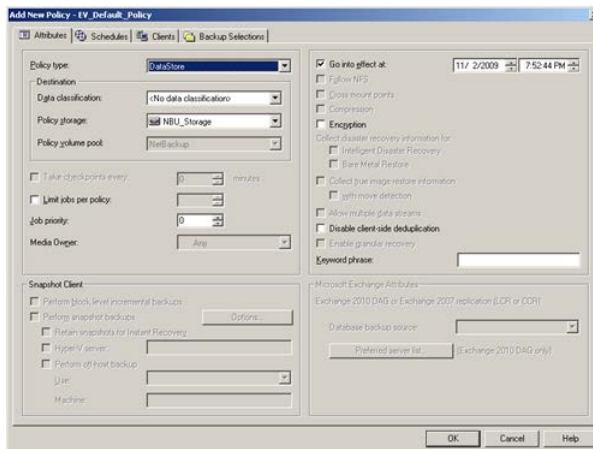 Add New Policy - EV_Default_Policy
Attributes Schedules Clients Backup Selections
Policy type: DataStore
Destination
Data classification: <No data classification>
Policy storage: NBU_Storage
Policy volume pool: NetBackup
Take checkpoints every: 0 minutes
Limit jobs per policy:
Job priority: 0
Media Owner: Any
Snapshot Client
Perform block level incremental backups
Perform snapshot backups Options...
Retain snapshots for Instant Recovery
Hyper-V server:
Perform off-host backup
Use:
Machine:
Go into effect at: 11/ 2/2009 7:52:44 PM
Follow NFS
Cross mount points
Compression
Encryption
Collect disaster recovery information for:
Intelligent Disaster Recovery
Bare Metal Restore
Collect true image restore information
with move detection
Allow multiple data streams
Disable client-side deduplication
Enable granular recovery
Keyword phrase:
Microsoft Exchange Attributes
Exchange 2010 DAG or Exchange 2007 replication (LCR or CCR)
Database backup source:
Preferred server list... (Exchange 2010 DAG only)
OK Cancel Help